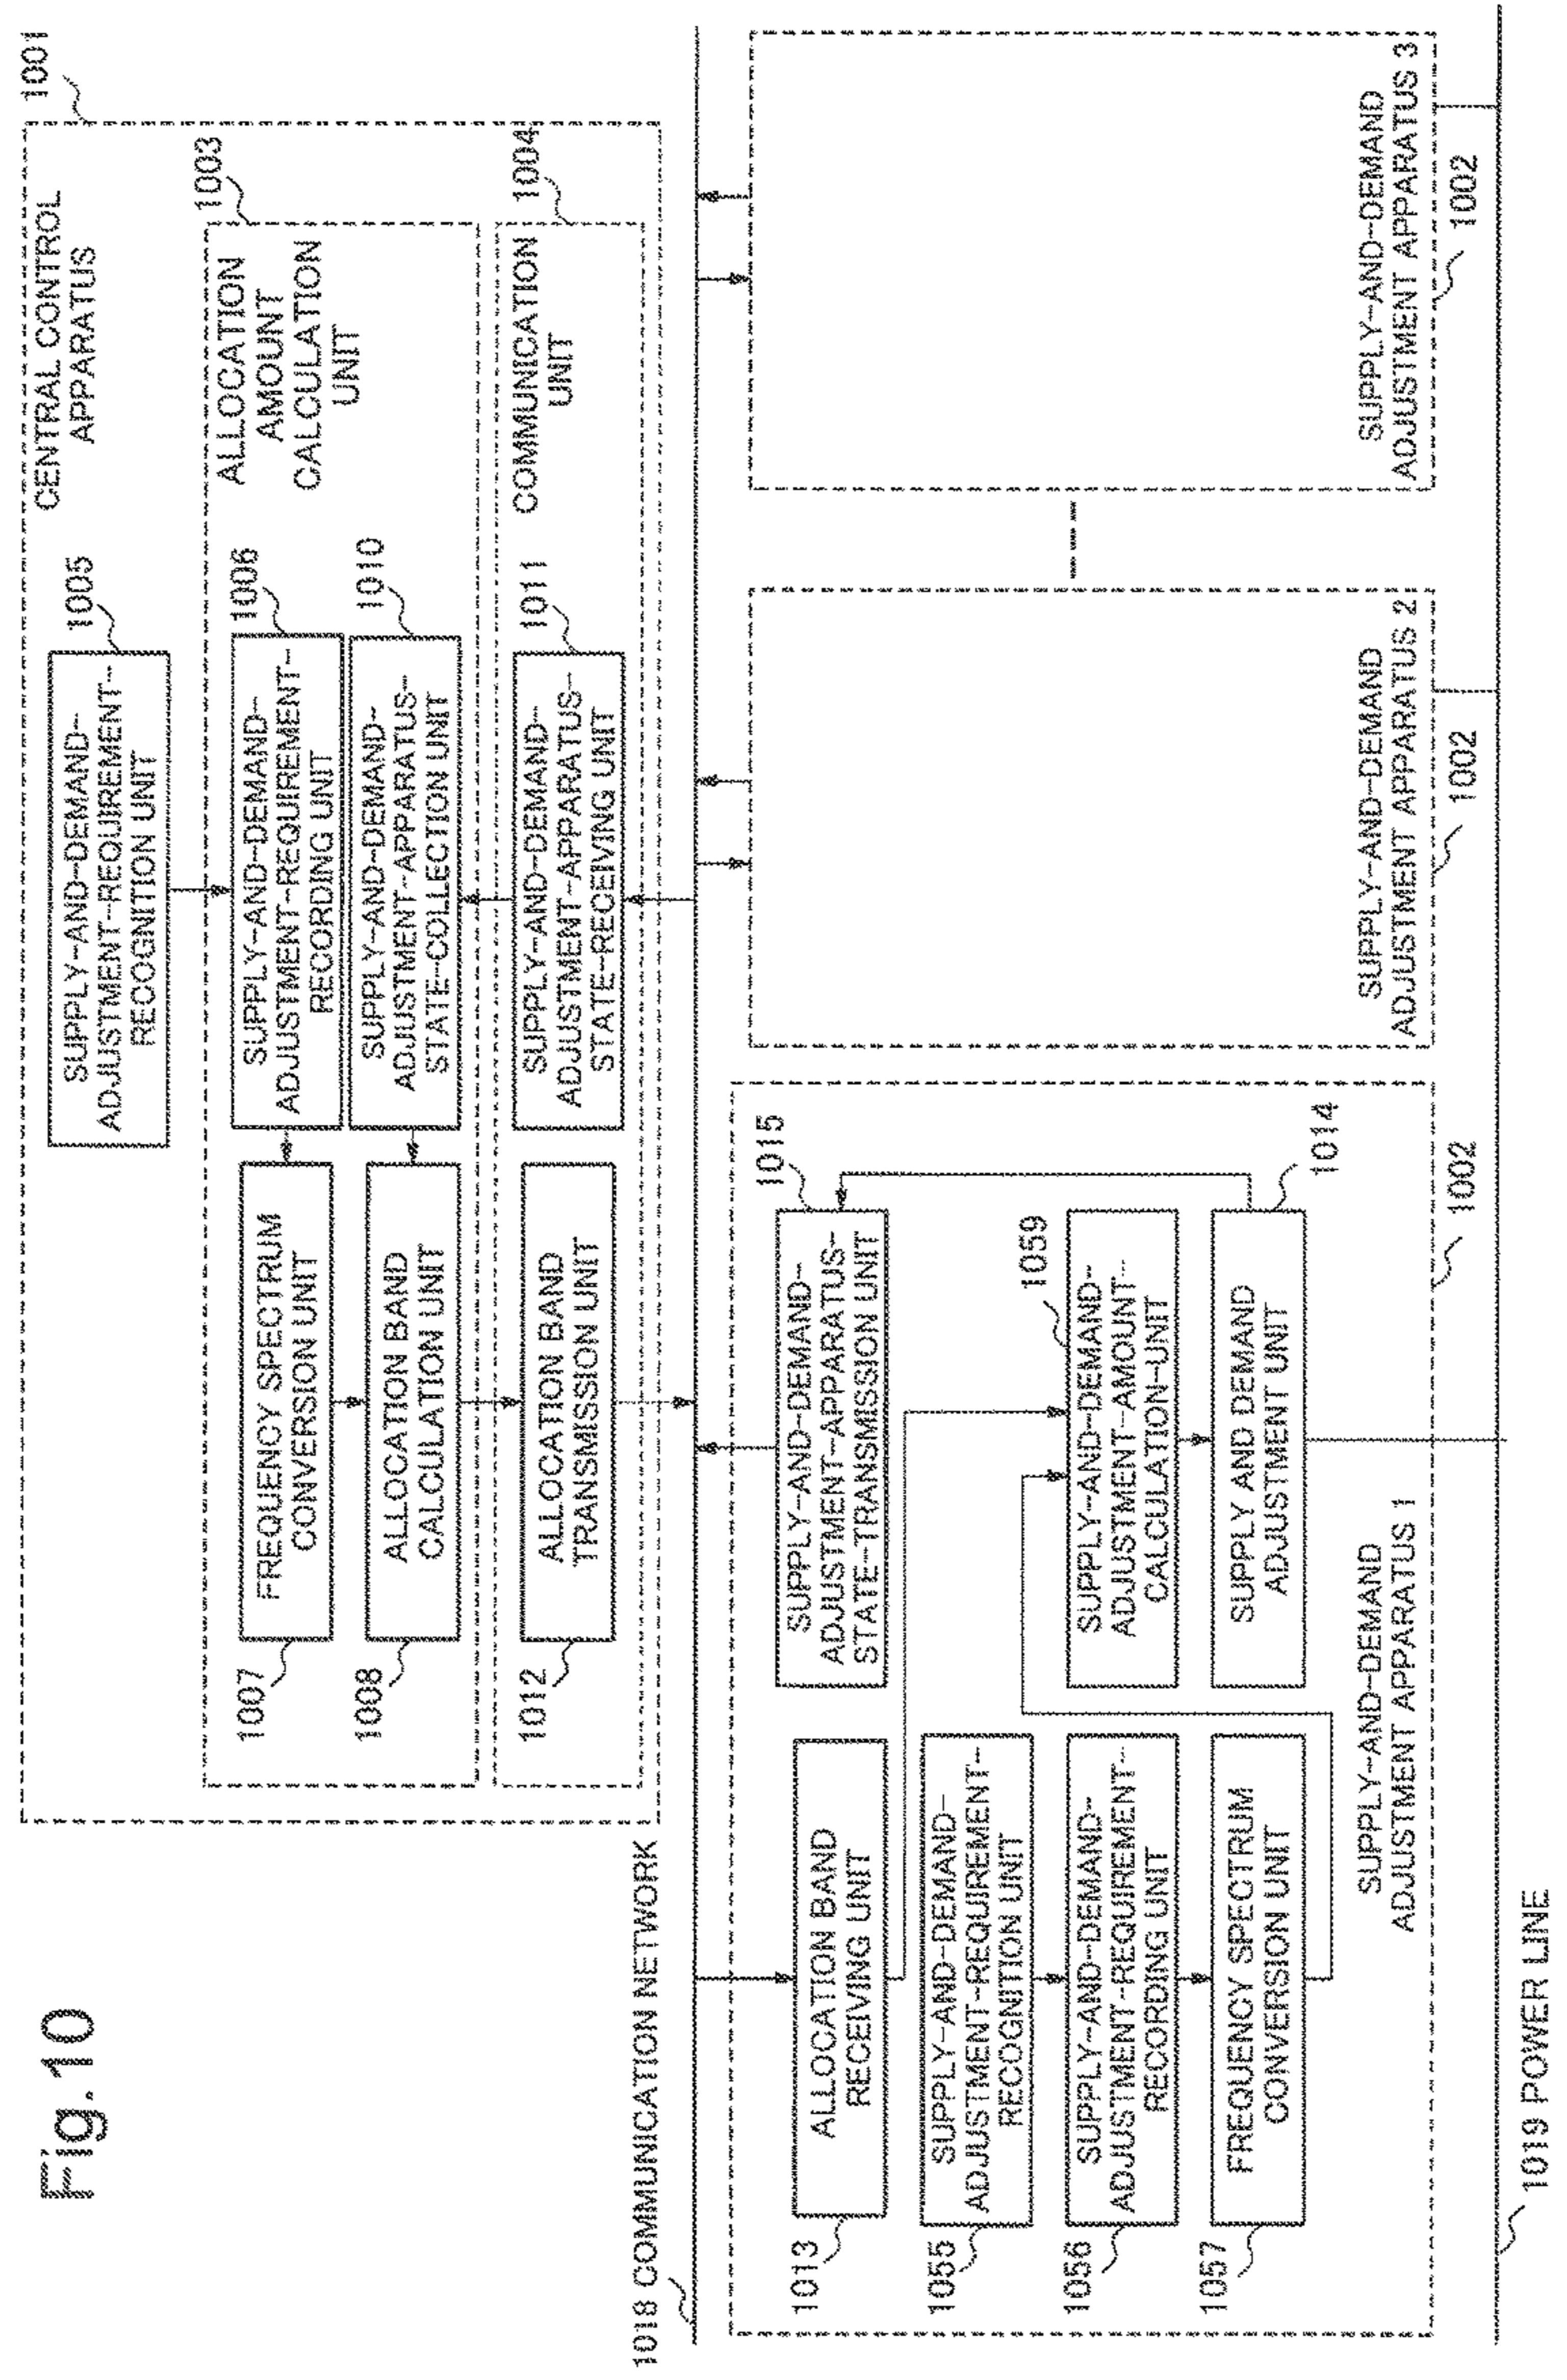 Fig.10
1001
CENTRAL CONTROL
APPARATUS
1005
SUPPLY-AND-DEMAND-
ADJUSTMENT-REQUIREMENT-
RECOGNITION UNIT
1003
ALLOCATION
AMOUNT
CALCULATION
UNIT
1006
SUPPLY-AND-DEMAND-
ADJUSTMENT-REQUIREMENT-
RECORDING UNIT
1010
SUPPLY-AND-DEMAND-
ADJUSTMENT-APPARATUS-
STATE-COLLECTION UNIT
1007
FREQUENCY SPECTRUM
CONVERSION UNIT
1008
ALLOCATION BAND
CALCULATION UNIT
1004
COMMUNICATION
UNIT
1011
SUPPLY-AND-DEMAND-
ADJUSTMENT-APPARATUS-
STATE-RECEIVING UNIT
1012
ALLOCATION BAND
TRANSMISSION UNIT
1018 COMMUNICATION NETWORK
1013
ALLOCATION BAND
RECEIVING UNIT
1055
SUPPLY-AND-DEMAND-
ADJUSTMENT-REQUIREMENT-
RECOGNITION UNIT
1056
SUPPLY-AND-DEMAND-
ADJUSTMENT-REQUIREMENT-
RECORDING UNIT
1057
FREQUENCY SPECTRUM
CONVERSION UNIT
1015
SUPPLY-AND-DEMAND-
ADJUSTMENT-APPARATUS-
STATE-TRANSMISSION UNIT
1059
SUPPLY-AND-DEMAND-
ADJUSTMENT-AMOUNT-
CALCULATION-UNIT
SUPPLY AND DEMAND
ADJUSTMENT UNIT
1014
SUPPLY-AND-DEMAND
ADJUSTMENT APPARATUS 1
1002
SUPPLY-AND-DEMAND
ADJUSTMENT APPARATUS 2
1002
SUPPLY-AND-DEMAND
ADJUSTMENT APPARATUS 3
1002
1019 POWER LINE